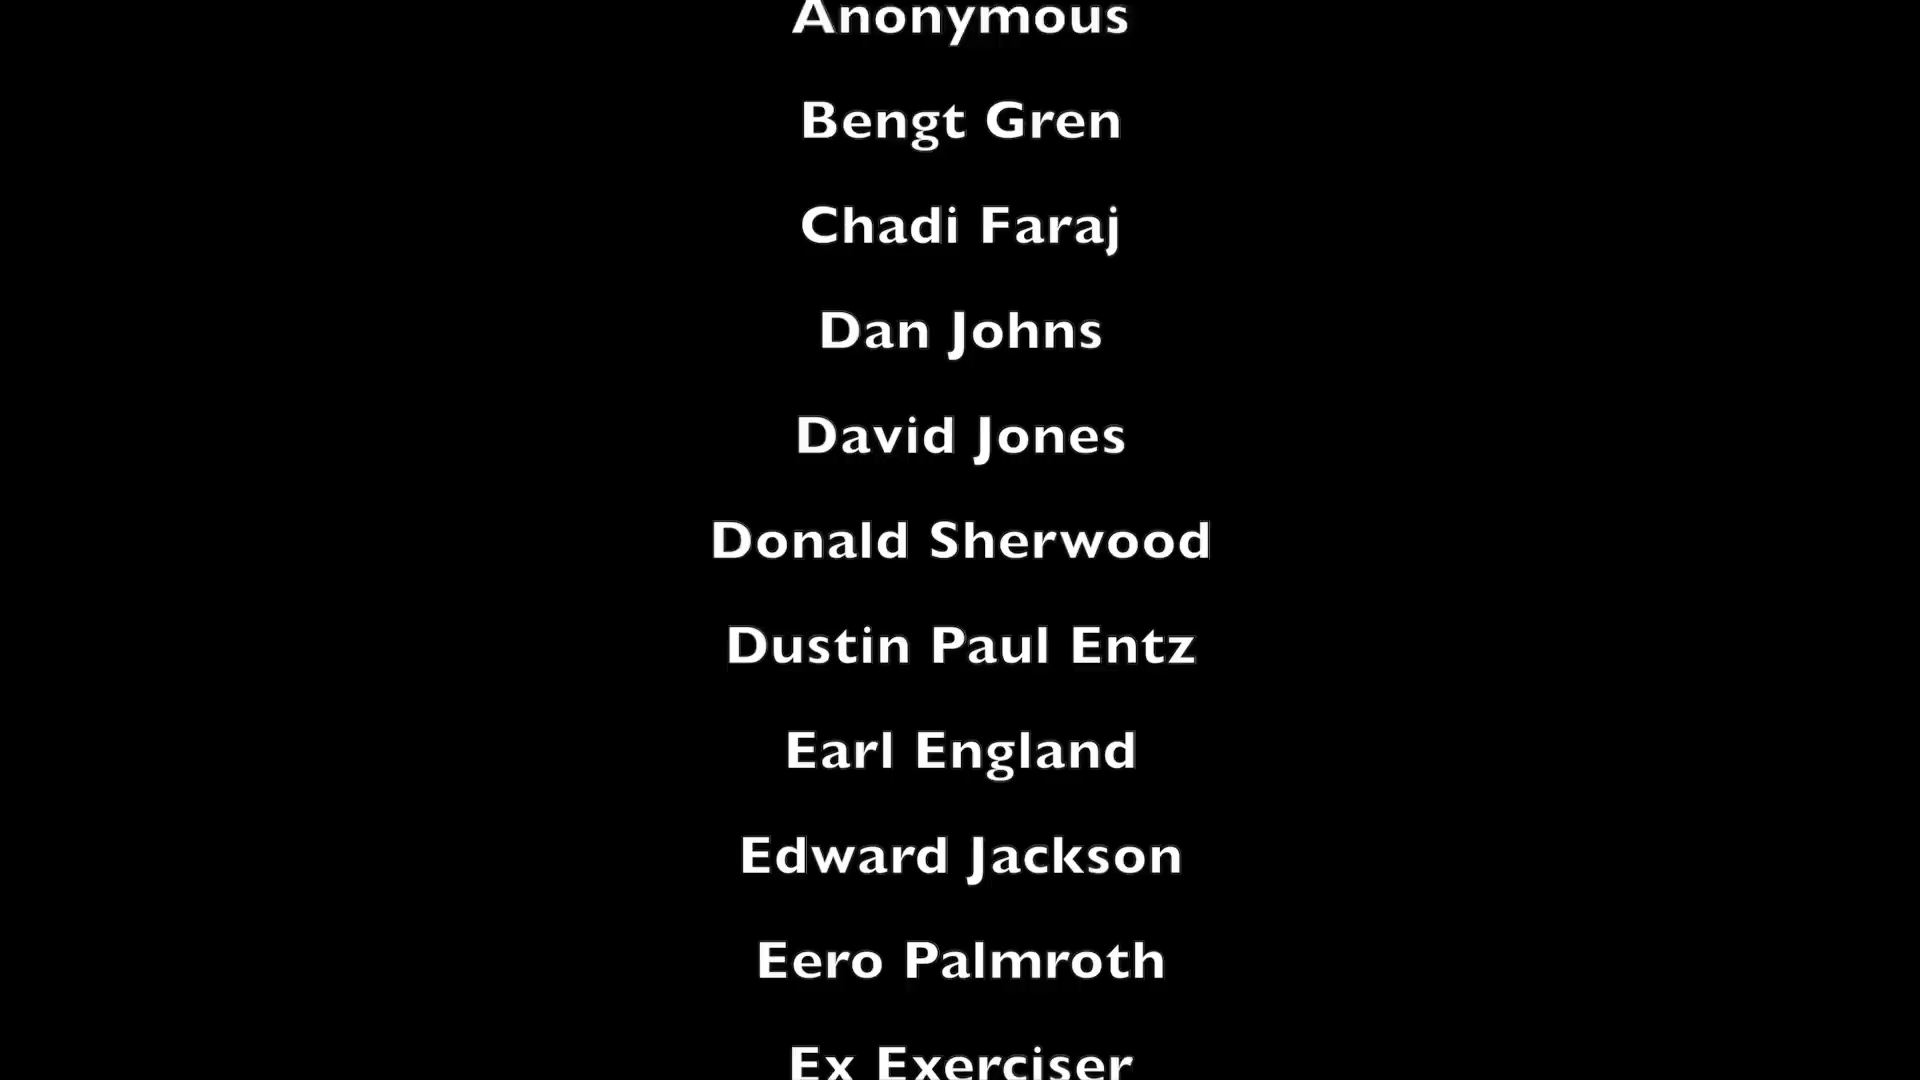 Anonymous
Bengt Gren
Chadi Faraj
Dan Johns
David Jones
Donald Sherwood
Dustin Paul Entz
Earl England
Edward Jackson
Eero Palmroth
Ex Exerciser